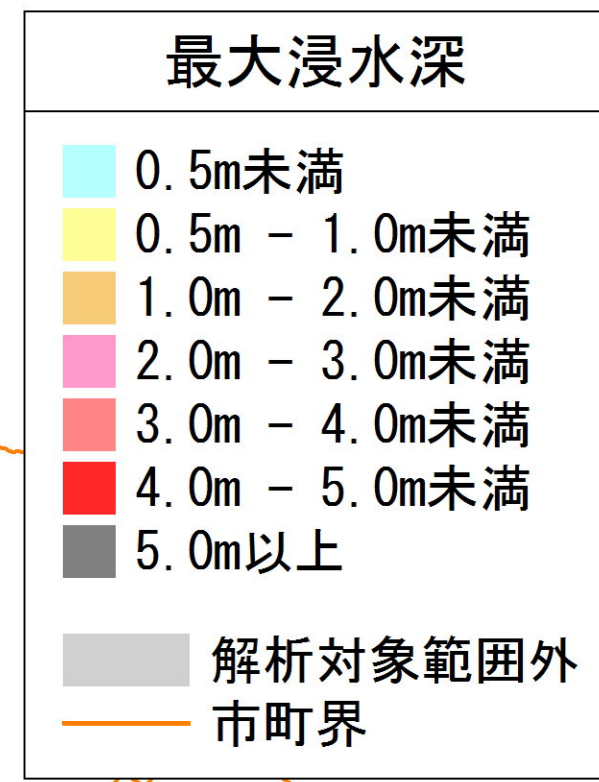 最大浸水深
0.5m未満
0.5m - 1.0m未満
1.0m - 2.0m未満
2.0m - 3.0m未満
3.0m - 4.0m未満
4.0m - 5.0m未満
5.0m以上
解析対象範囲外
市町界